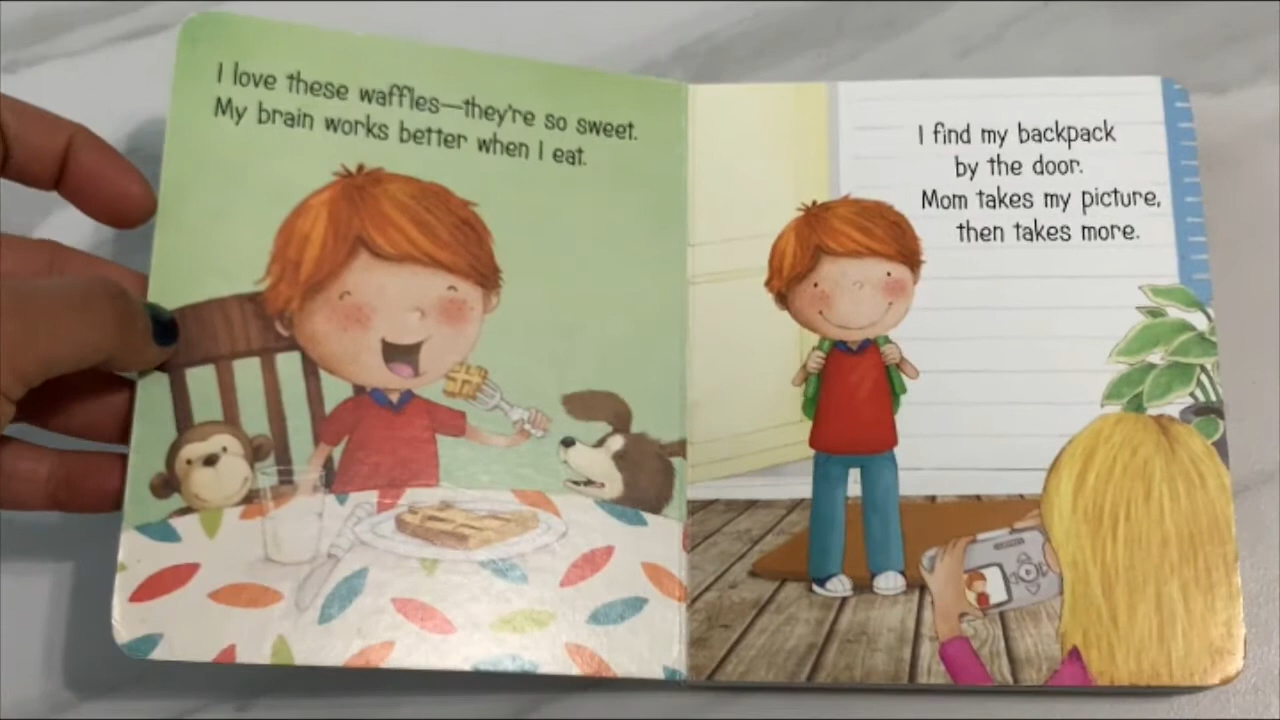 I love these waffles—they're so sweet.
My brain works better when I eat.
I find my backpack
by the door.
Mom takes my picture,
then takes more.